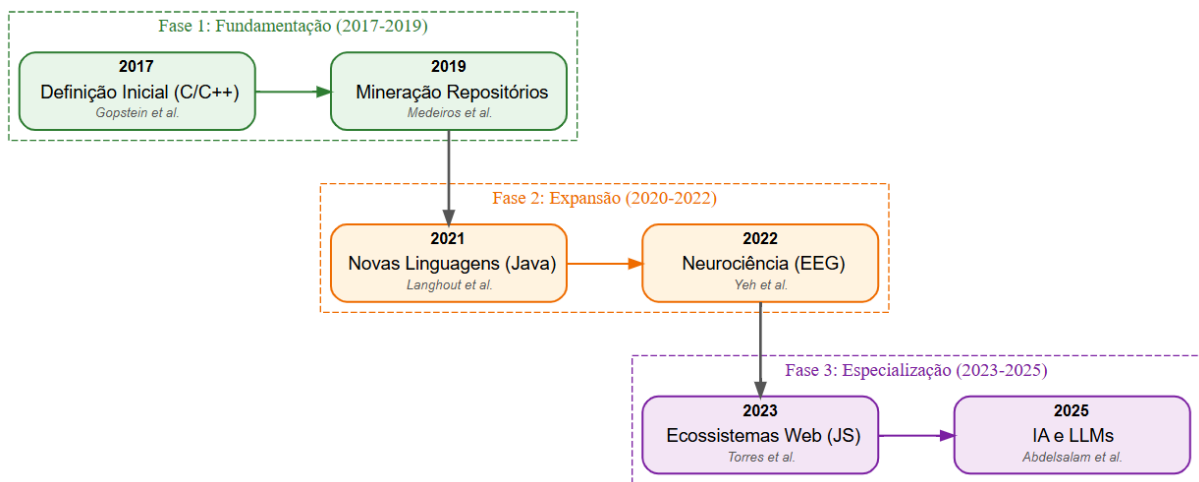 Fase 1: Fundamentação (2017-2019)
2017
Definição Inicial (C/C++)
Gopstein et al.
2019
Mineração Repositórios
Medeiros et al.
Fase 2: Expansão (2020-2022)
2021
Novas Linguagens (Java)
Langhout et al.
2022
Neurociência (EEG)
Yeh et al.
Fase 3: Especialização (2023-2025)
2023
Ecossistemas Web (JS)
Torres et al.
2025
IA e LLMs
Abdelsalam et al.